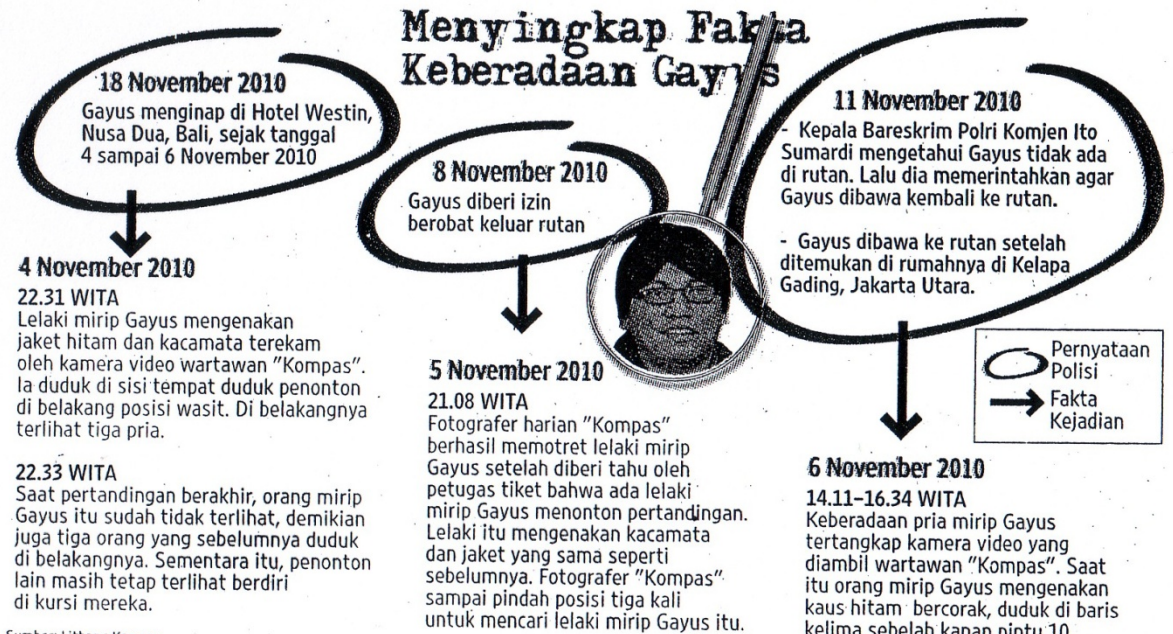 Menyingkap Fakta
Keberadaan Gayus
18 November 2010
Gayus menginap di Hotel Westin,
Nusa Dua, Bali, sejak tanggal
4 sampai 6 November 2010
4 November 2010
22.31 WITA
Lelaki mirip Gayus mengenakan
jaket hitam dan kacamata terekam
oleh kamera video wartawan "Kompas".
Ia duduk di sisi tempat duduk penonton
di belakang posisi wasit. Di belakangnya
terlihat tiga pria.
22.33 WITA
Saat pertandingan berakhir, orang mirip
Gayus itu sudah tidak terlihat, demikian
juga tiga orang yang sebelumnya duduk
di belakangnya. Sementara itu, penonton
lain masih tetap terlihat berdiri
di kursi mereka.
8 November 2010
Gayus diberi izin
berobat keluar rutan
5 November 2010
21.08 WITA
Fotografer harian "Kompas"
berhasil memotret lelaki mirip
Gayus setelah diberi tahu oleh
petugas tiket bahwa ada lelaki
mirip Gayus menonton pertandingan.
Lelaki itu mengenakan kacamata
dan jaket yang sama seperti
sebelumnya. Fotografer "Kompas"
sampai pindah posisi tiga kali
untuk mencari lelaki mirip Gayus itu.
11 November 2010
- Kepala Bareskrim Polri Komjen Ito
Sumardi mengetahui Gayus tidak ada
di rutan. Lalu dia memerintahkan agar
Gayus dibawa kembali ke rutan.
- Gayus dibawa ke rutan setelah
ditemukan di rumahnya di Kelapa
Gading, Jakarta Utara.
Pernyataan
Polisi
Fakta
Kejadian
6 November 2010
14.11–16.34 WITA
Keberadaan pria mirip Gayus
tertangkap kamera video yang
diambil wartawan "Kompas". Saat
itu orang mirip Gayus mengenakan
kaus hitam bercorak, duduk di baris
kelima sebelah kanan pintu 10